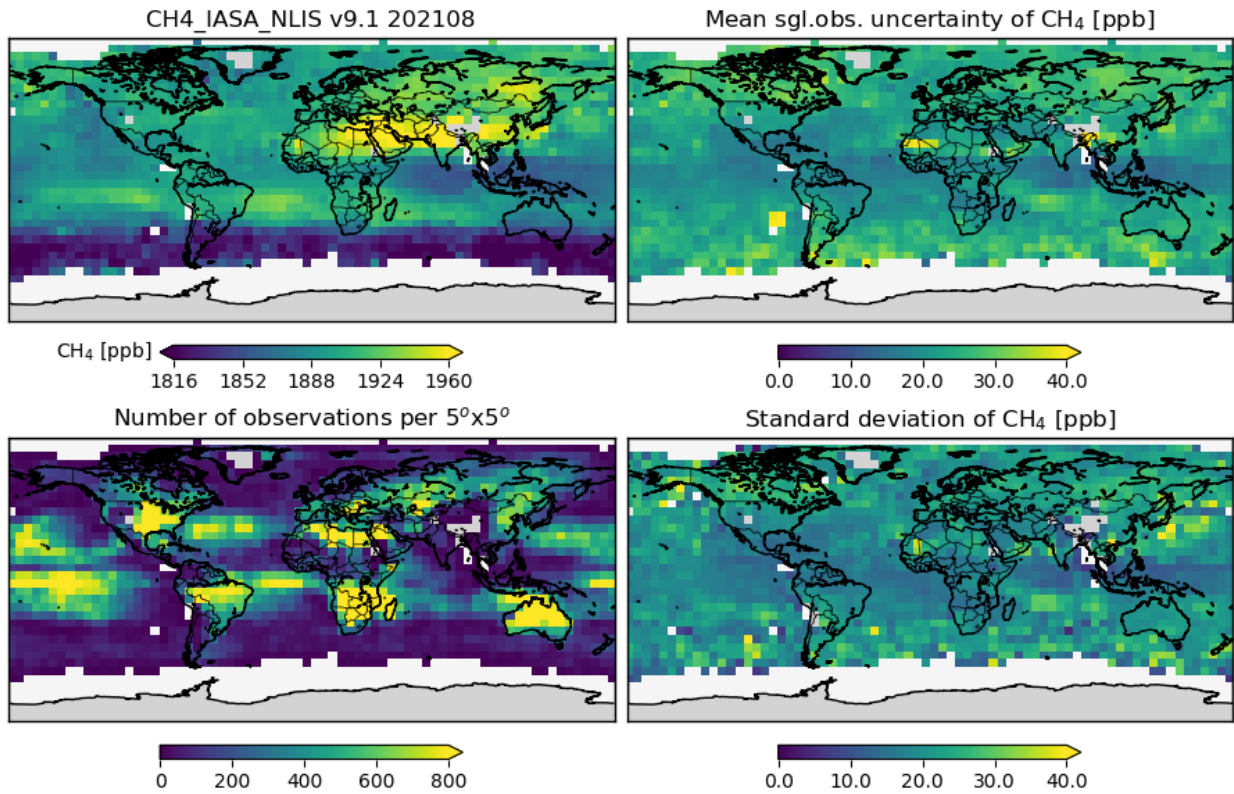 CH4_IASA_NLIS v9.1 202108
Mean sgl.obs. uncertainty of CH₄ [ppb]
CH₄ [ppb]
1816 1852 1888 1924 1960
0.0 10.0 20.0 30.0 40.0
Number of observations per 5ºx5º
Standard deviation of CH₄ [ppb]
0 200 400 600 800
0.0 10.0 20.0 30.0 40.0